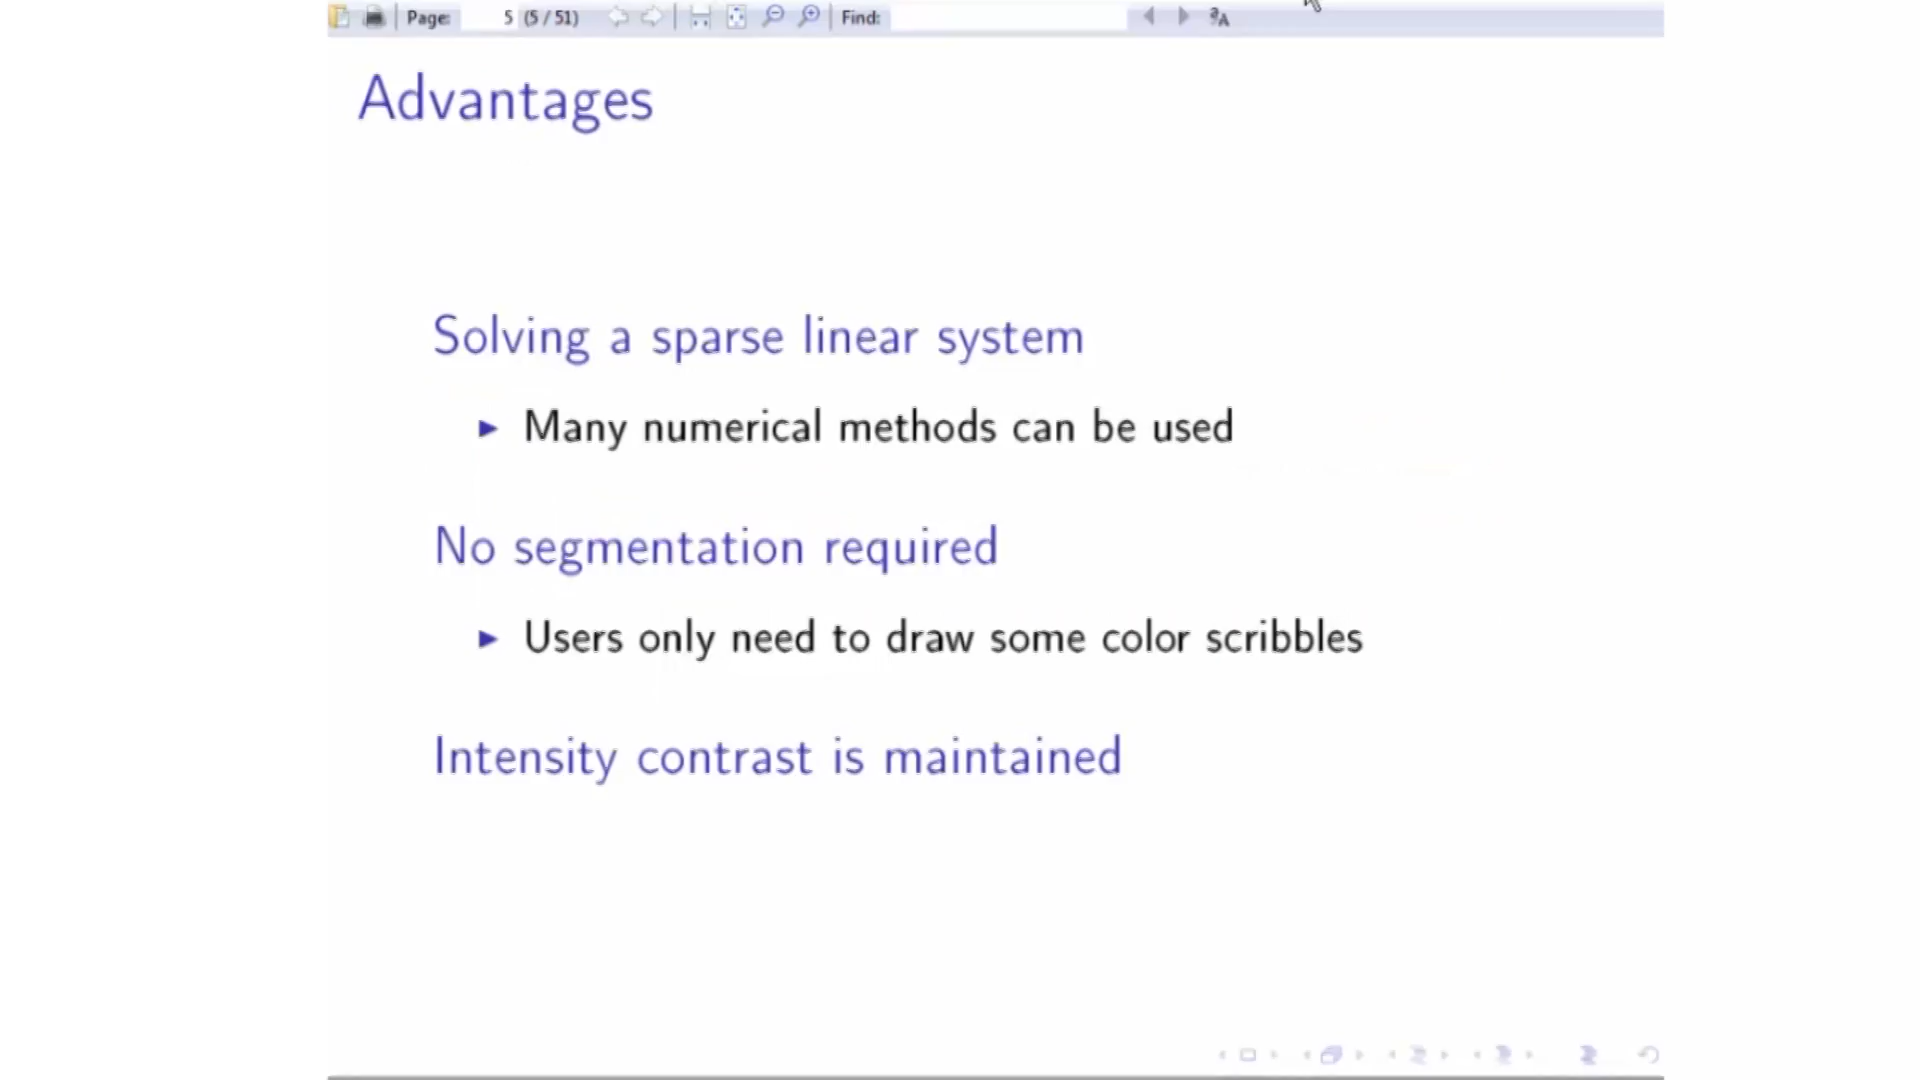 Page: 5 (5 / 51) Find:
Advantages
Solving a sparse linear system
Many numerical methods can be used
No segmentation required
Users only need to draw some color scribbles
Intensity contrast is maintained